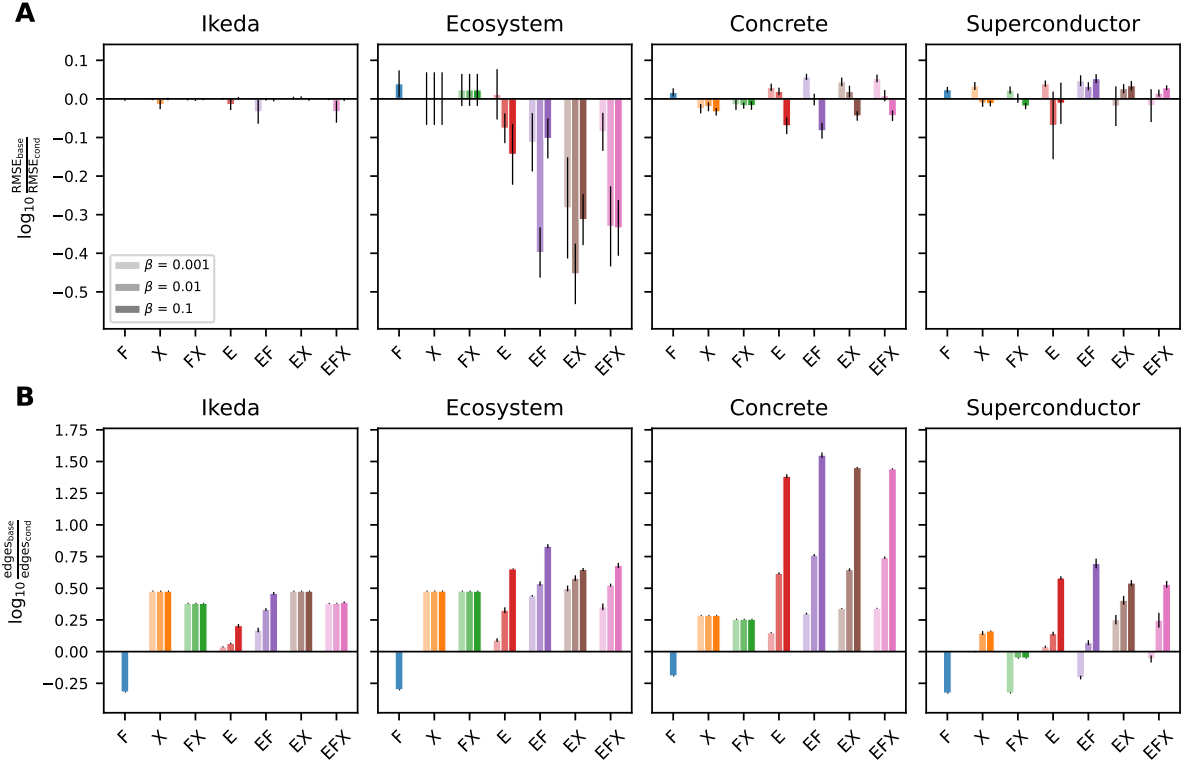 A
Ikeda
Ecosystem
Concrete
Superconductor
log10 RMSEbase / RMSEcond
0.1
0.0
−0.1
−0.2
−0.3
−0.4
−0.5
β = 0.001
β = 0.01
β = 0.1
F X FX E EF EX EFX
F X FX E EF EX EFX
F X FX E EF EX EFX
F X FX E EF EX EFX
B
Ikeda
Ecosystem
Concrete
Superconductor
log10 edgesbase / edgescond
1.75
1.50
1.25
1.00
0.75
0.50
0.25
0.00
−0.25
F X FX E EF EX EFX
F X FX E EF EX EFX
F X FX E EF EX EFX
F X FX E EF EX EFX